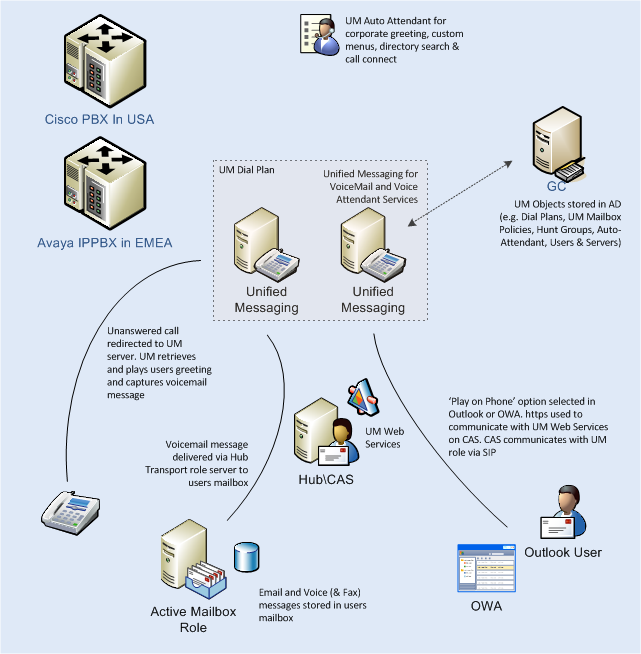 UM Auto Attendant for
corporate greeting, custom
menus, directory search &
call connect
Cisco PBX In USA
Avaya IPPBX in EMEA
UM Dial Plan
Unified Messaging for
VoiceMail and Voice
Attendant Services
Unified
Messaging
Unified
Messaging
GC
UM Objects stored in AD
(e.g. Dial Plans, UM Mailbox
Policies, Hunt Groups, Auto-
Attendant, Users & Servers)
Unanswered call
redirected to UM
server. UM retrieves
and plays users greeting
and captures voicemail
message
Voicemail message
delivered via Hub
Transport role server to
users mailbox
UM Web
Services
Hub\CAS
'Play on Phone' option selected in
Outlook or OWA. https used to
communicate with UM Web Services
on CAS. CAS communicates with UM
role via SIP
Outlook User
OWA
Active Mailbox
Role
Email and Voice (& Fax)
messages stored in users
mailbox